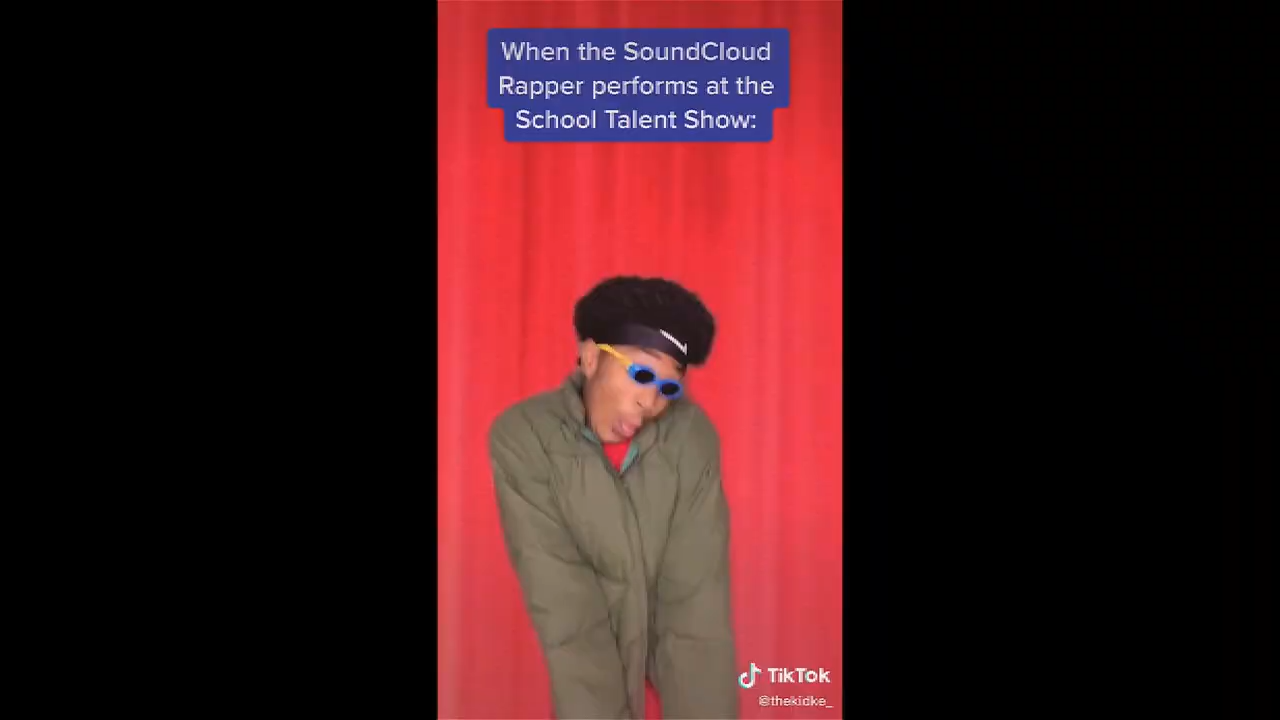 When the SoundCloud
Rapper performs at the
School Talent Show:
TikTok
@thekidke_